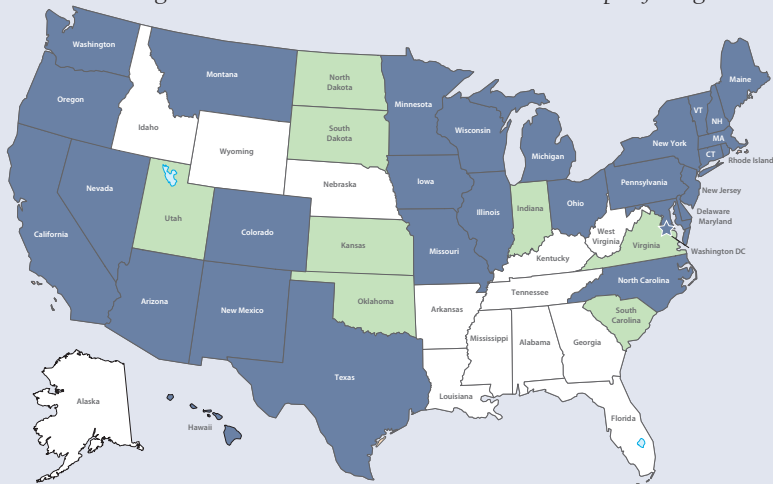 Washington
Maine
Montana
North
Dakota
Minnesota
Oregon
VT
NH
Idaho
South
Dakota
Wisconsin
New York
MA
Wyoming
Michigan
CT
Rhode Island
Nebraska
Iowa
Pennsylvania
New Jersey
Nevada
Utah
Illinois
Indiana
Ohio
Delaware
Maryland
California
Colorado
Kansas
Missouri
West
Virginia
Virginia
Washington DC
Kentucky
Arizona
New Mexico
Oklahoma
Arkansas
Tennessee
North Carolina
South
Carolina
Mississippi
Alabama
Georgia
Texas
Louisiana
Alaska
Hawaii
Florida